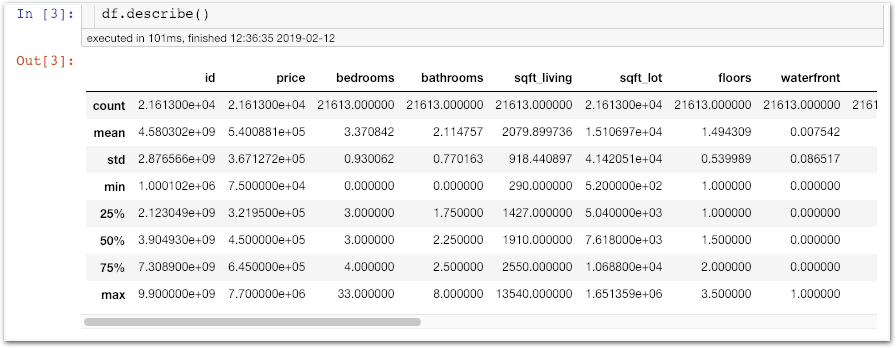 In [3]: df.describe()
executed in 101ms, finished 12:36:35 2019-02-12
Out[3]:
id price bedrooms bathrooms sqft_living sqft_lot floors waterfront
count 2.161300e+04 2.161300e+04 21613.000000 21613.000000 21613.000000 2.161300e+04 21613.000000 21613.000000 2161
mean 4.580302e+09 5.400881e+05 3.370842 2.114757 2079.899736 1.510697e+04 1.494309 0.007542
std 2.876566e+09 3.671272e+05 0.930062 0.770163 918.440897 4.142051e+04 0.539989 0.086517
min 1.000102e+06 7.500000e+04 0.000000 0.000000 290.000000 5.200000e+02 1.000000 0.000000
25% 2.123049e+09 3.219500e+05 3.000000 1.750000 1427.000000 5.040000e+03 1.000000 0.000000
50% 3.904930e+09 4.500000e+05 3.000000 2.250000 1910.000000 7.618000e+03 1.500000 0.000000
75% 7.308900e+09 6.450000e+05 4.000000 2.500000 2550.000000 1.068800e+04 2.000000 0.000000
max 9.900000e+09 7.700000e+06 33.000000 8.000000 13540.000000 1.651359e+06 3.500000 1.000000